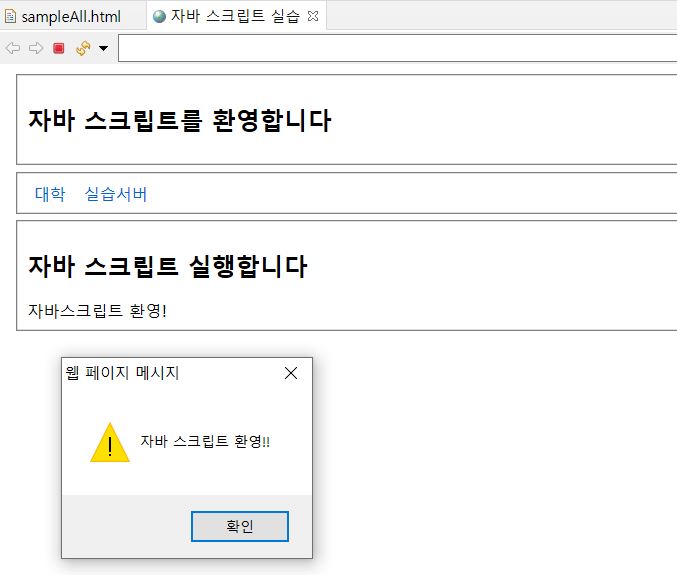 sampleAll.html 자바 스크립트 실습
자바 스크립트를 환영합니다
대학 실습서버
자바 스크립트 실행합니다
자바스크립트 환영!
웹 페이지 메시지
자바 스크립트 환영!!
확인